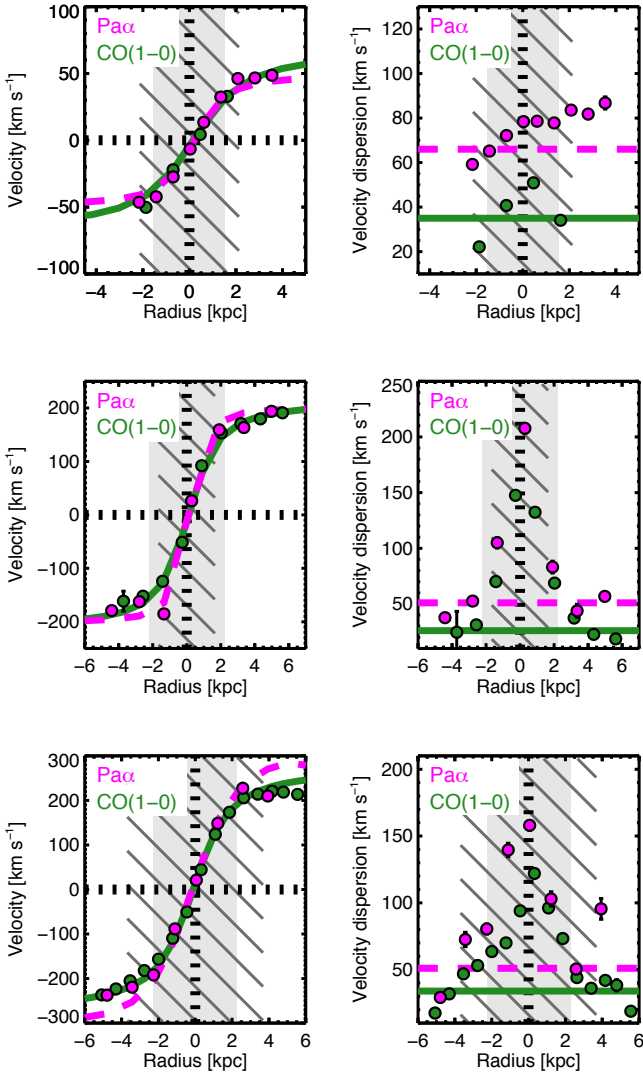 Paα
CO(1−0)
Velocity [km s⁻¹]
100
50
0
−50
−100
−4 −2 0 2 4
Radius [kpc]
Paα
CO(1−0)
Velocity dispersion [km s⁻¹]
120
100
80
60
40
20
−4 −2 0 2 4
Radius [kpc]
Paα
CO(1−0)
Velocity [km s⁻¹]
200
100
0
−100
−200
−6 −4 −2 0 2 4 6
Radius [kpc]
Paα
CO(1−0)
Velocity dispersion [km s⁻¹]
250
200
150
100
50
−6 −4 −2 0 2 4 6
Radius [kpc]
Paα
CO(1−0)
Velocity [km s⁻¹]
300
200
100
0
−100
−200
−300
−6 −4 −2 0 2 4 6
Radius [kpc]
Paα
CO(1−0)
Velocity dispersion [km s⁻¹]
200
150
100
50
−6 −4 −2 0 2 4 6
Radius [kpc]